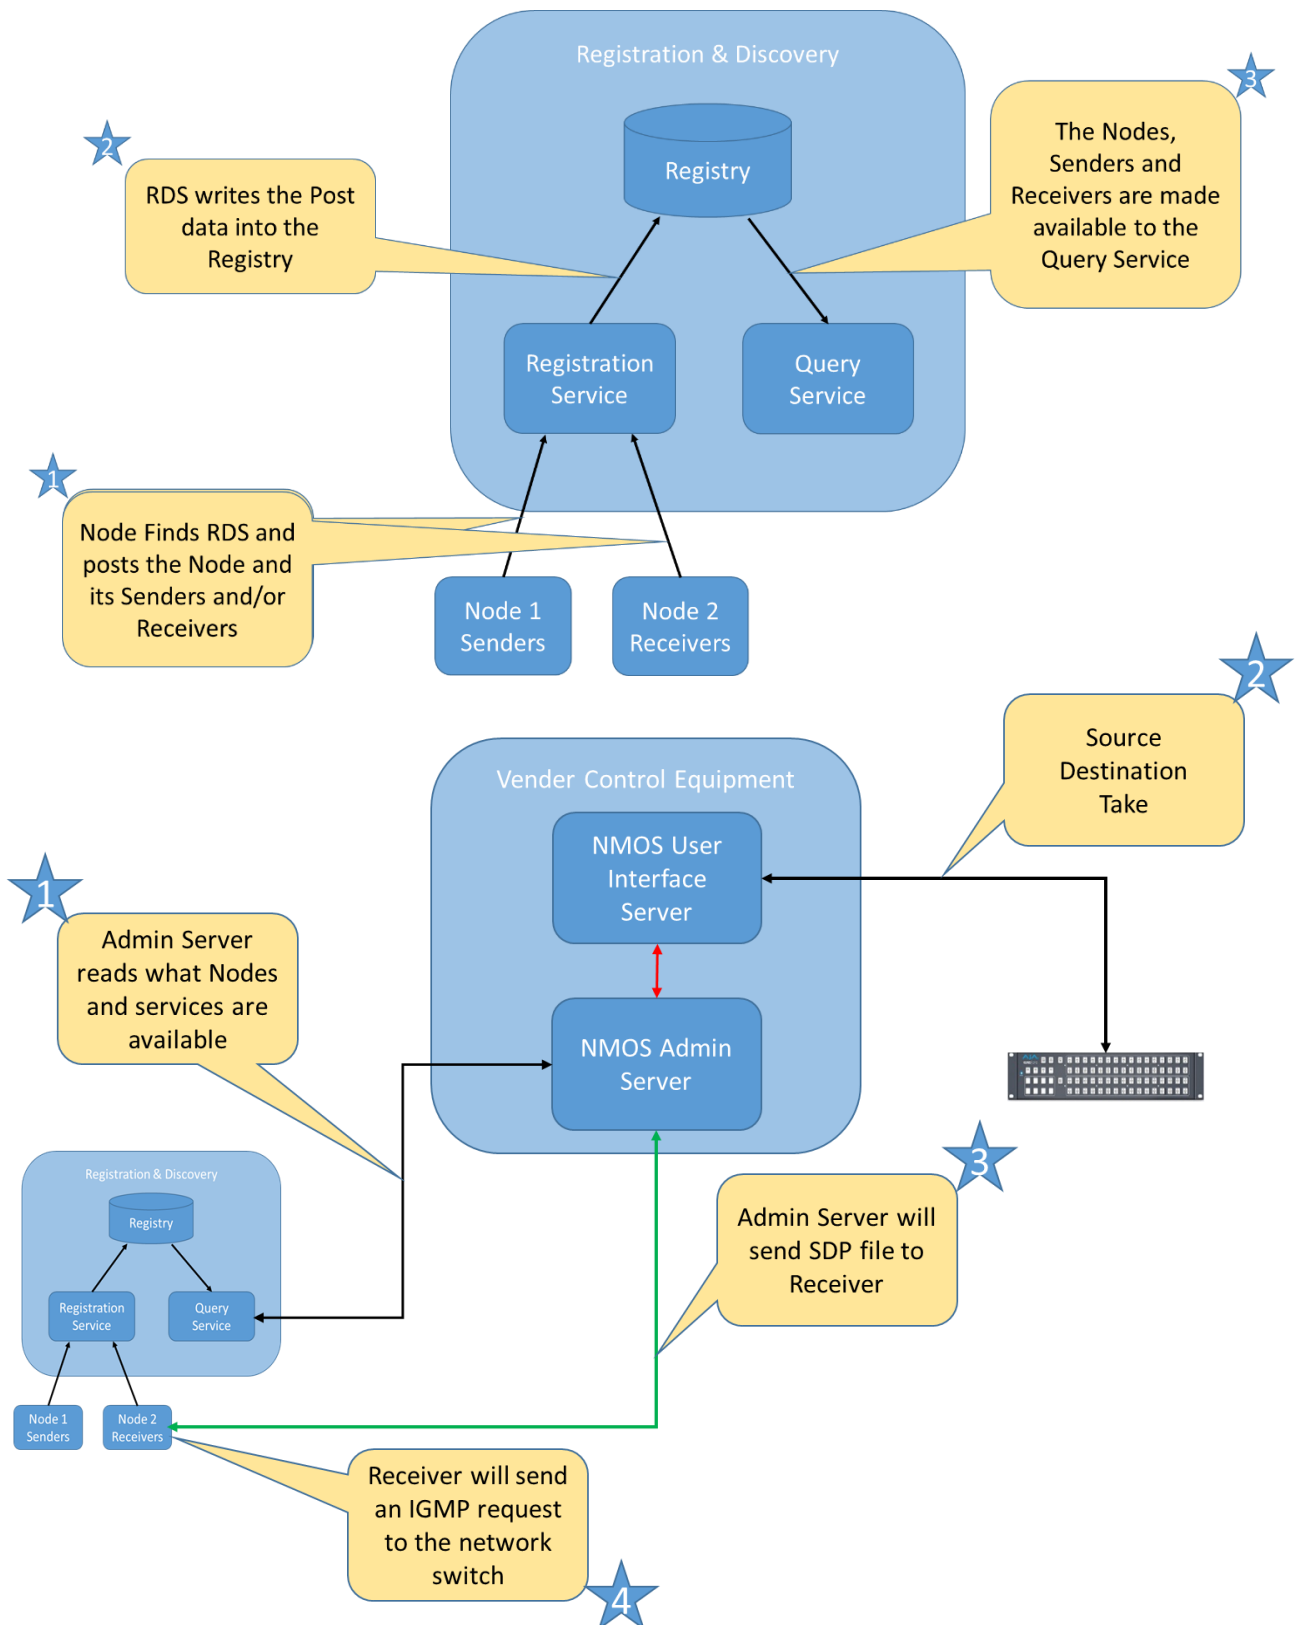 Registration & Discovery
3
The Nodes,
Senders and
Receivers are made
available to the
Query Service
2
RDS writes the Post
data into the
Registry
Registry
Registration
Service
Query
Service
1
Node Finds RDS and
posts the Node and
its Senders and/or
Receivers
Node 1
Senders
Node 2
Receivers
2
Source
Destination
Take
Vender Control Equipment
NMOS User
Interface
Server
1
Admin Server
reads what Nodes
and services are
available
NMOS Admin
Server
AJA
3
Admin Server will
send SDP file to
Receiver
Registration & Discovery
Registry
Registration
Service
Query
Service
Node 1
Senders
Node 2
Receivers
Receiver will send
an IGMP request
to the network
switch
4